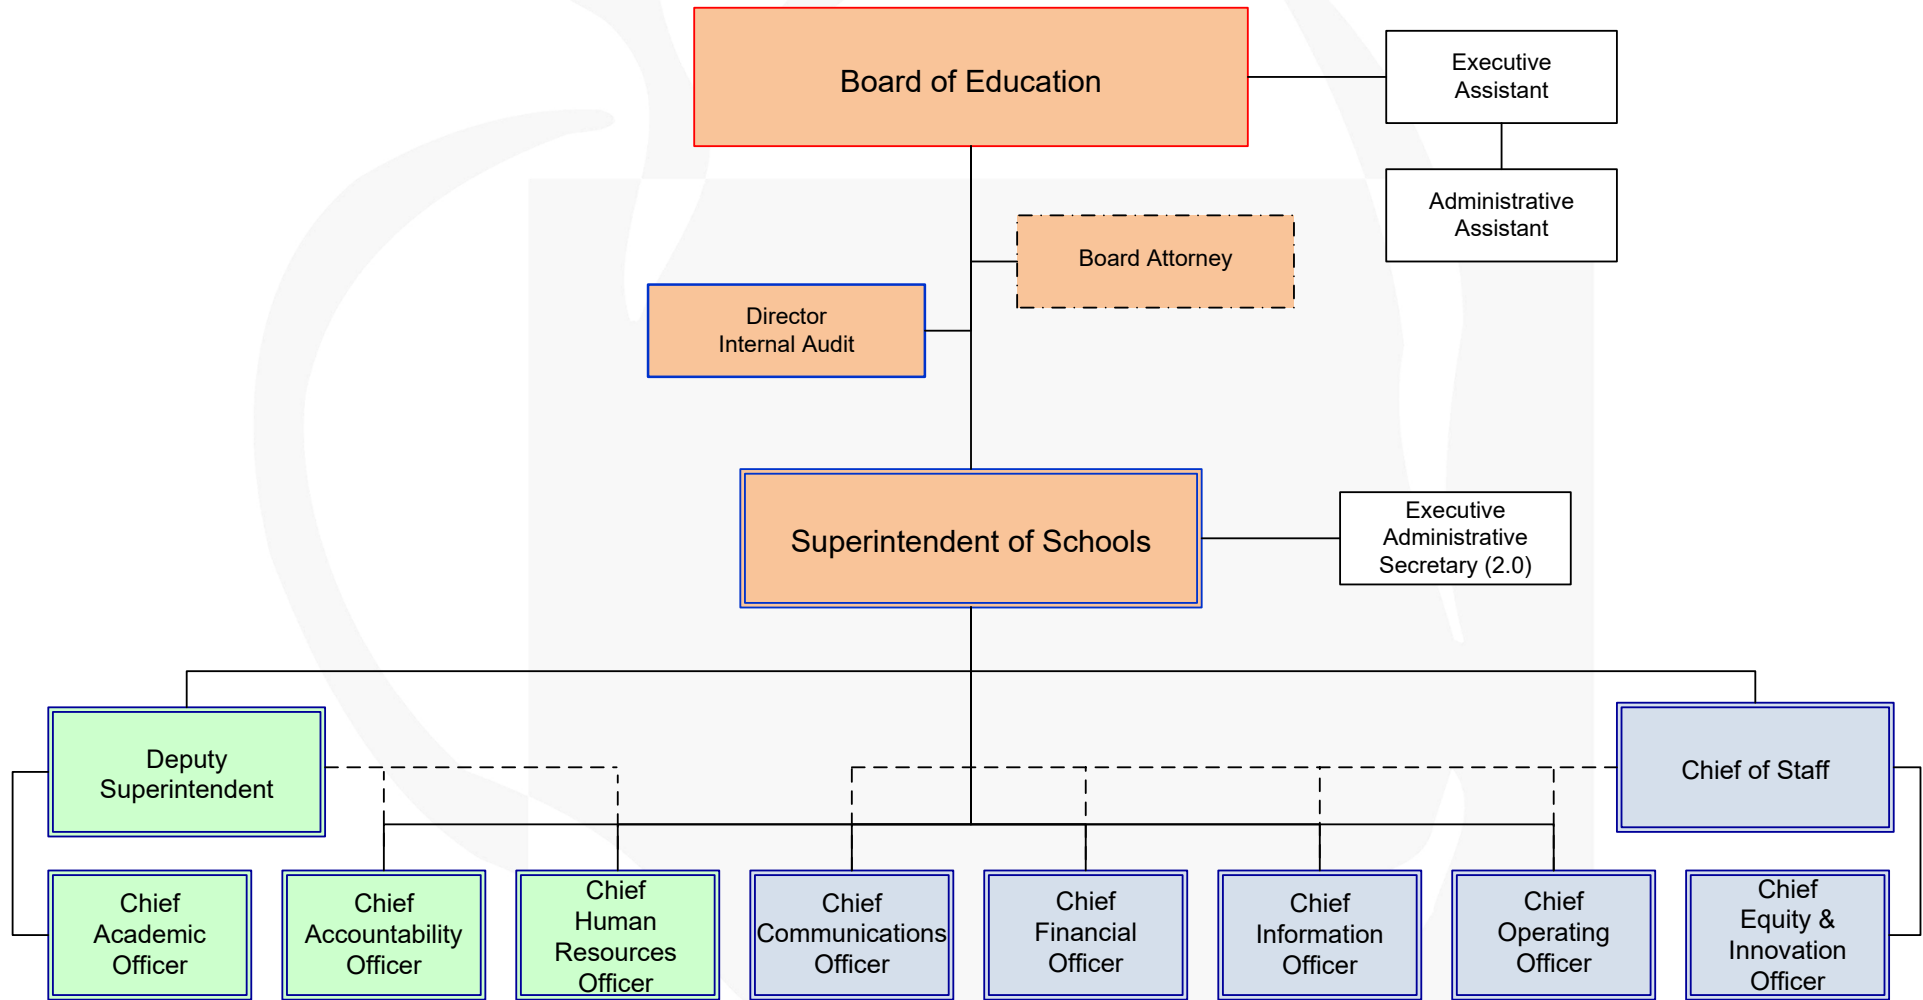 Board of Education
Executive
Assistant
Administrative
Assistant
Board Attorney
Director
Internal Audit
Superintendent of Schools
Executive
Administrative
Secretary (2.0)
Deputy
Superintendent
Chief of Staff
Chief
Academic
Officer
Chief
Accountability
Officer
Chief
Human
Resources
Officer
Chief
Communications
Officer
Chief
Financial
Officer
Chief
Information
Officer
Chief
Operating
Officer
Chief
Equity &
Innovation
Officer